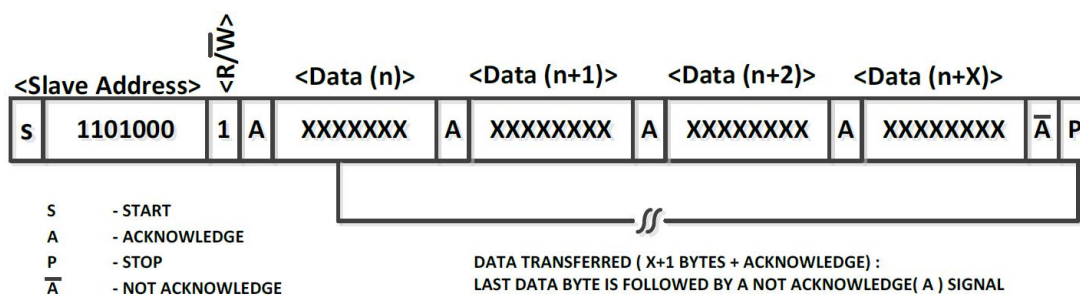 <R/W̅>
<Slave Address> <Data (n)> <Data (n+1)> <Data (n+2)> <Data (n+X)>
S 1101000 1 A XXXXXXX A XXXXXXXX A XXXXXXXX A XXXXXXXX A̅ P
S - START
A - ACKNOWLEDGE
P - STOP
A̅ - NOT ACKNOWLEDGE
DATA TRANSFERRED ( X+1 BYTES + ACKNOWLEDGE) :
LAST DATA BYTE IS FOLLOWED BY A NOT ACKNOWLEDGE( A ) SIGNAL